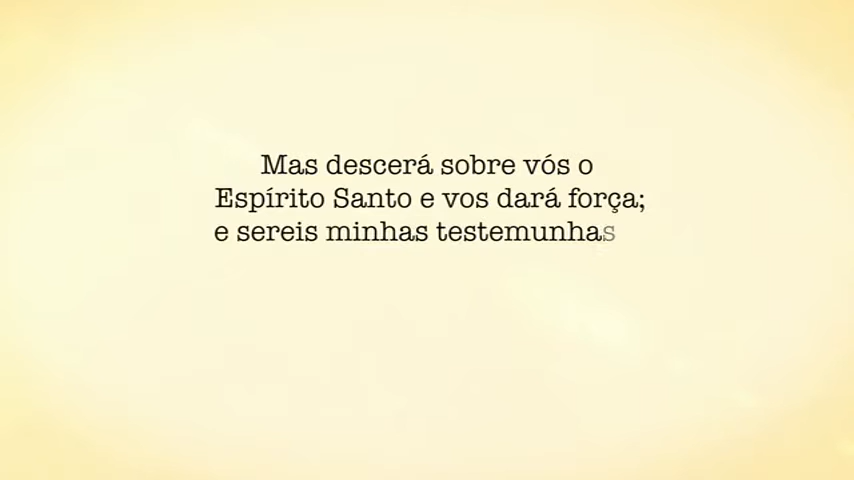 Mas descerá sobre vós o
Espírito Santo e vos dará força;
e sereis minhas testemunhas